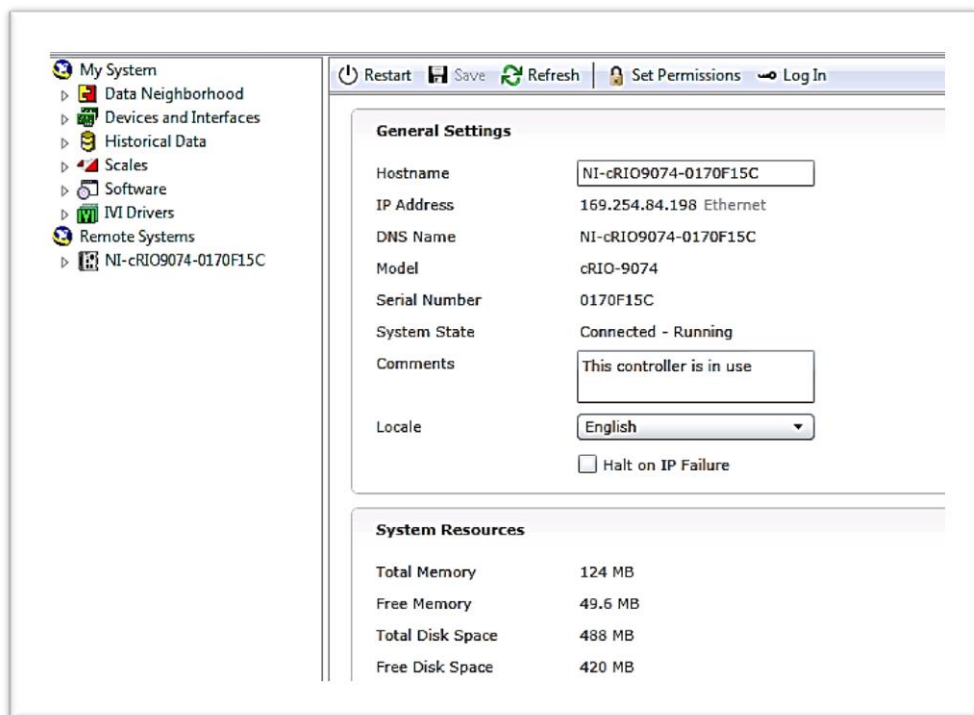 My System
Data Neighborhood
Devices and Interfaces
Historical Data
Scales
Software
IVI Drivers
Remote Systems
NI-cRIO9074-0170F15C
Restart Save Refresh Set Permissions Log In
General Settings
Hostname NI-cRIO9074-0170F15C
IP Address 169.254.84.198 Ethernet
DNS Name NI-cRIO9074-0170F15C
Model cRIO-9074
Serial Number 0170F15C
System State Connected - Running
Comments This controller is in use
Locale English
Halt on IP Failure
System Resources
Total Memory 124 MB
Free Memory 49.6 MB
Total Disk Space 488 MB
Free Disk Space 420 MB